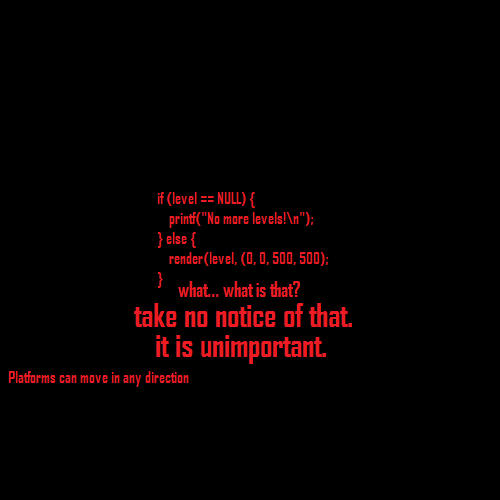 if (level == NULL) {
printf("No more levels!\n");
} else {
render(level, (0, 0, 500, 500);
}
what... what is that?
take no notice of that.
it is unimportant.
Platforms can move in any direction